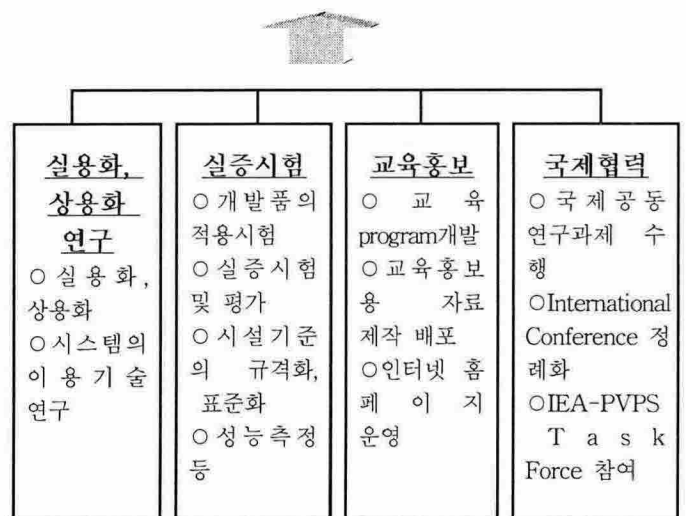 실용화,
상용화
연구
○실용화,
상용화
○시스템의
이용기술
연구
실증시험
○개발품의
적용시험
○실증시험
및 평가
○시설기준
의 규격화,
표준화
○성능측정
등
교육홍보
○ 교육
program개발
○교육홍보
용 자료
제작 배포
○인터넷 홈
페이지
운영
국제협력
○국제공동
연구과제 수
행
○International
Conference 정
례화
○IEA-PVPS
Task
Force 참여